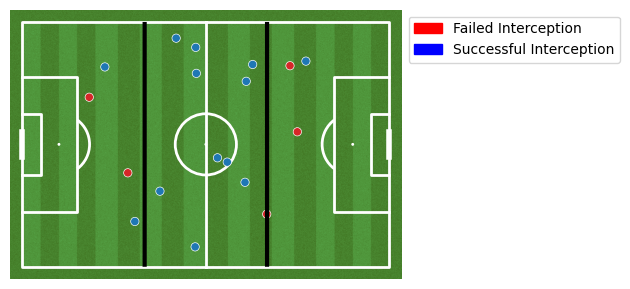 Failed Interception
Successful Interception